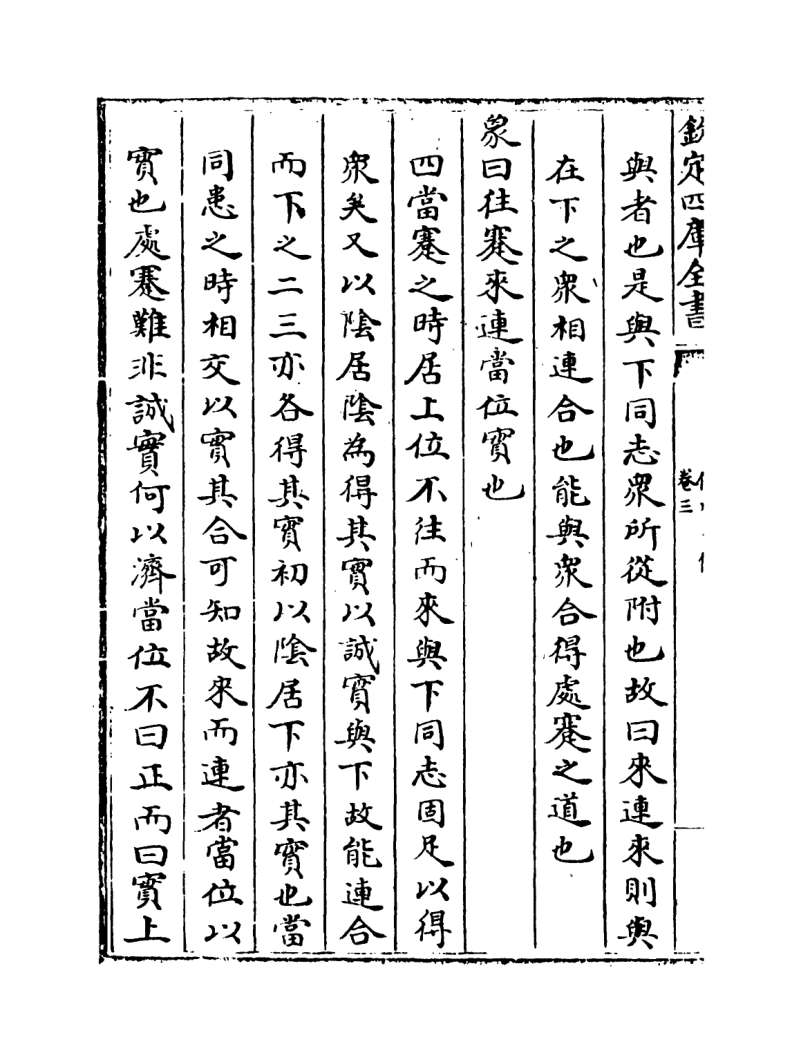 欽定四庫全書
卷三
與者也是與下同志衆所從附也故曰來連來則與
在下之衆相連合也能與衆合得處蹇之道也
象曰往蹇來連當位實也
四當蹇之時居上位不往而來與下同志固足以得
衆矣又以陰居陰為得其實以誠實與下故能連合
而下之二三亦各得其實初以陰居下亦其實也當
同患之時相交以實其合可知故來而連者當位以
實也處蹇難非誠實何以濟當位不曰正而曰實上